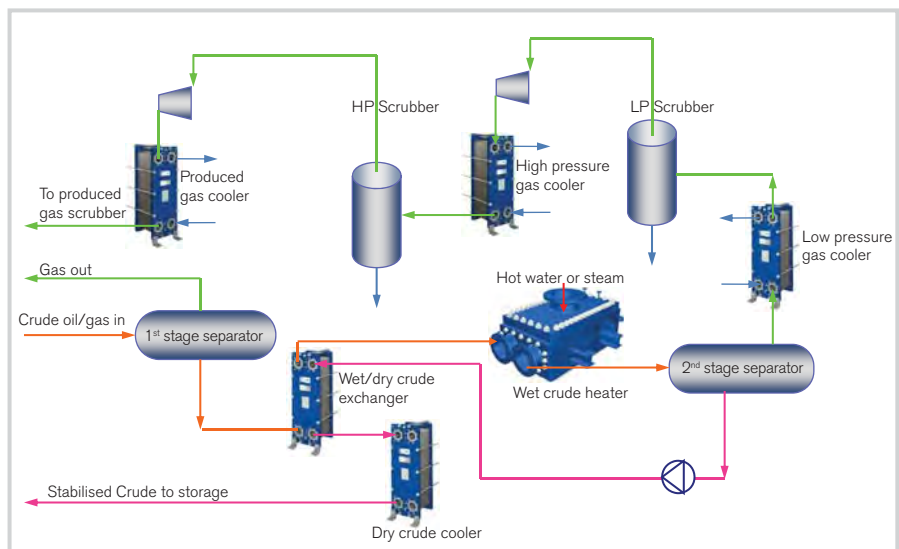 HP Scrubber
LP Scrubber
Produced
gas cooler
High pressure
gas cooler
To produced
gas scrubber
Low pressure
gas cooler
Gas out
Hot water or steam
Crude oil/gas in
1st stage separator
Wet/dry crude
exchanger
Wet crude heater
2nd stage separator
Stabilised Crude to storage
Dry crude cooler